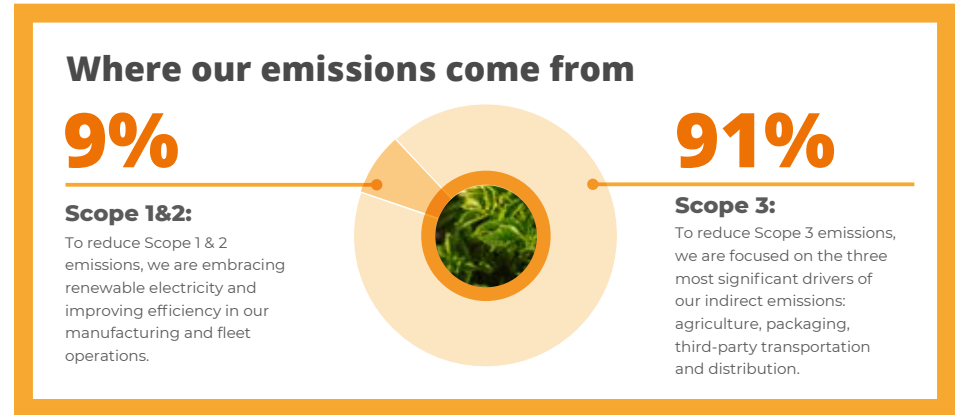 Where our emissions come from
9%
Scope 1&2:
To reduce Scope 1 & 2
emissions, we are embracing
renewable electricity and
improving efficiency in our
manufacturing and fleet
operations.
91%
Scope 3:
To reduce Scope 3 emissions,
we are focused on the three
most significant drivers of
our indirect emissions:
agriculture, packaging,
third-party transportation
and distribution.